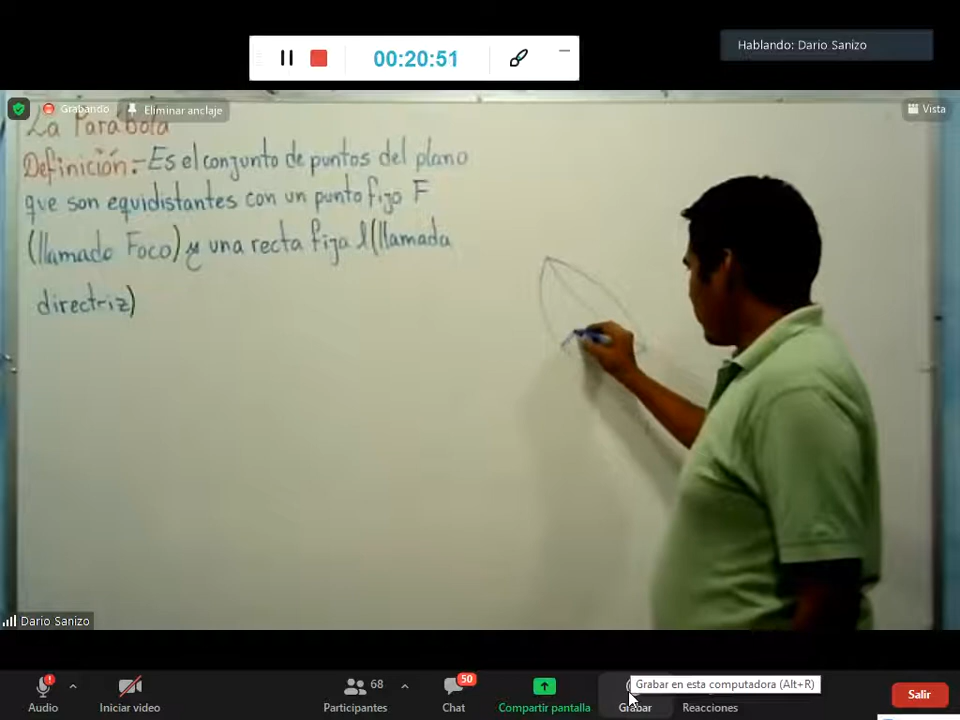 00:20:51
Hablando: Dario Sanizo
Grabando
Eliminar anclaje
Vista
La Parábola
Definición:- Es el conjunto de puntos del plano
que son equidistantes con un punto fijo F
(llamado Foco) y una recta fija l (llamada
directriz)
Dario Sanizo
68
50
Grabar en esta computadora (Alt+R)
Audio
Iniciar video
Participantes
Chat
Compartir pantalla
Grabar
Reacciones
Salir